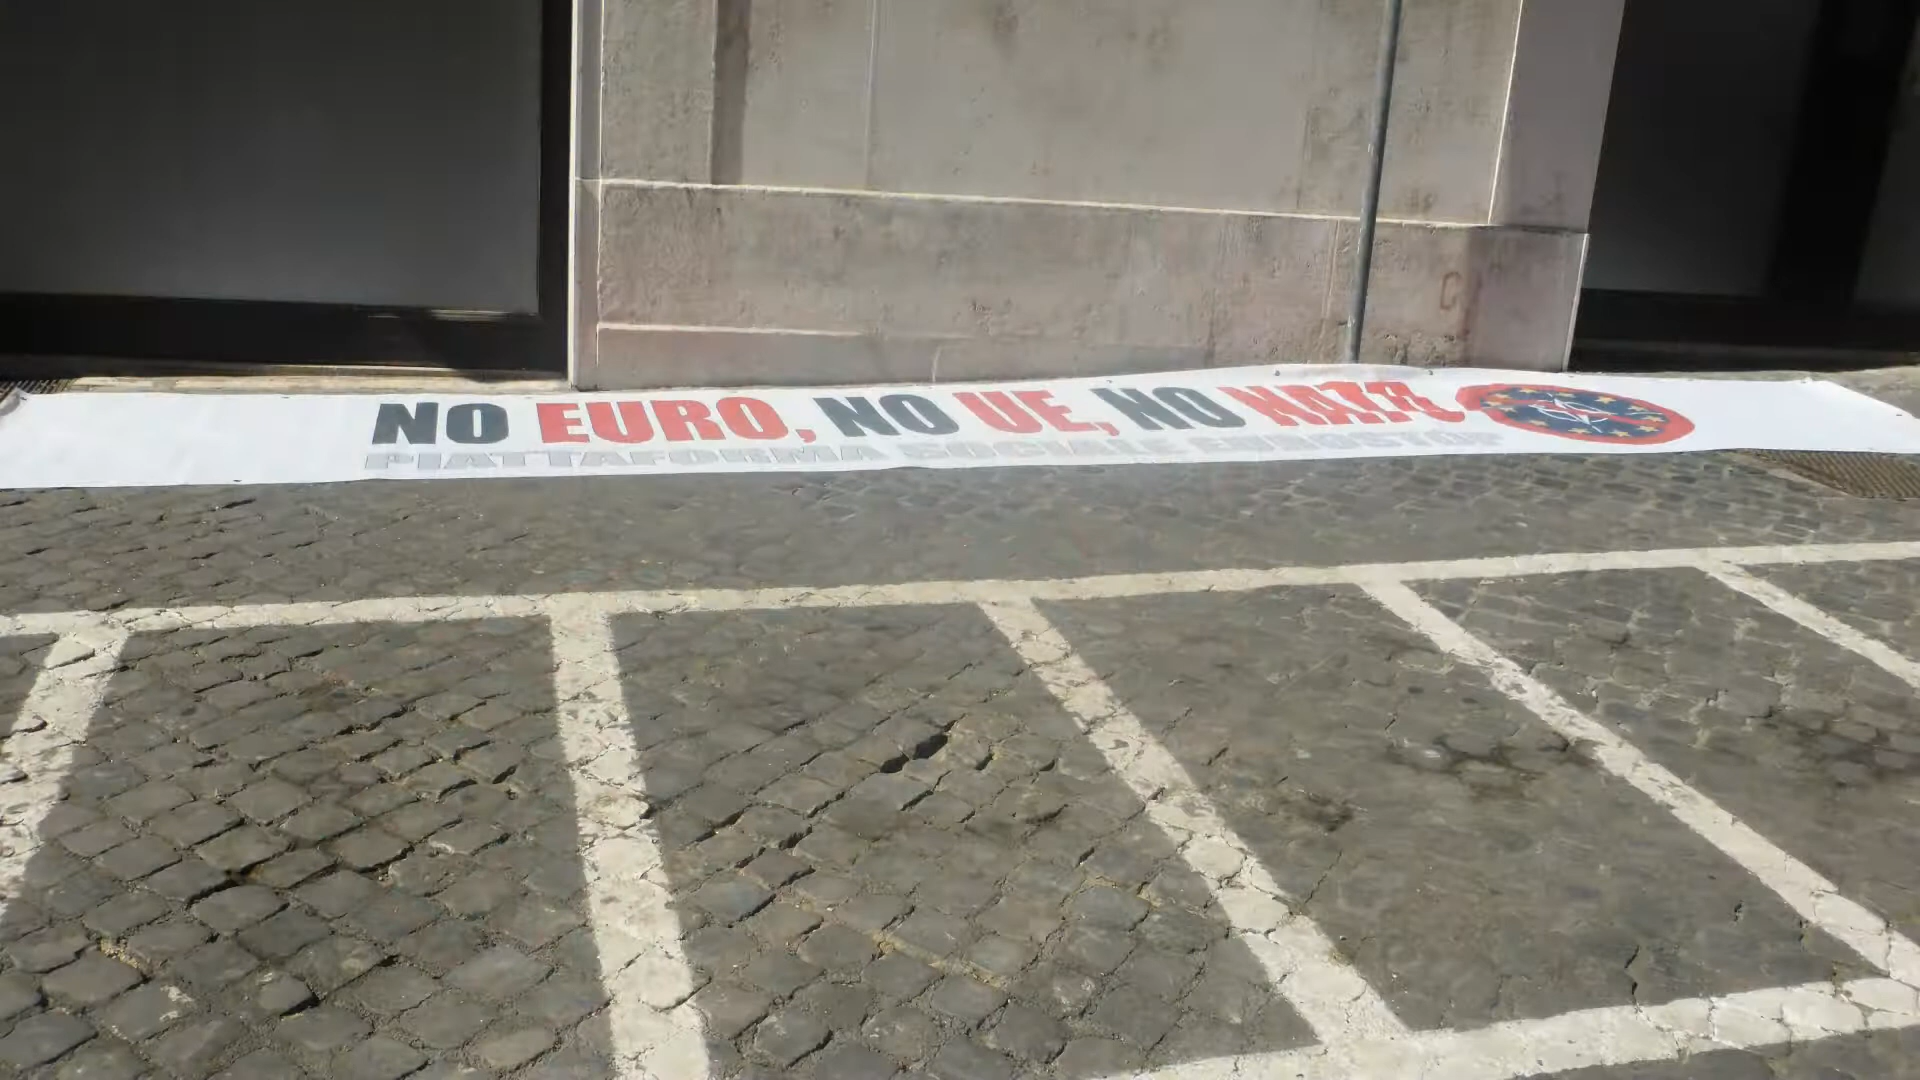 NO EURO, NO UE, NO NATO
PIATTAFORMA SOCIALE EUROSTOP